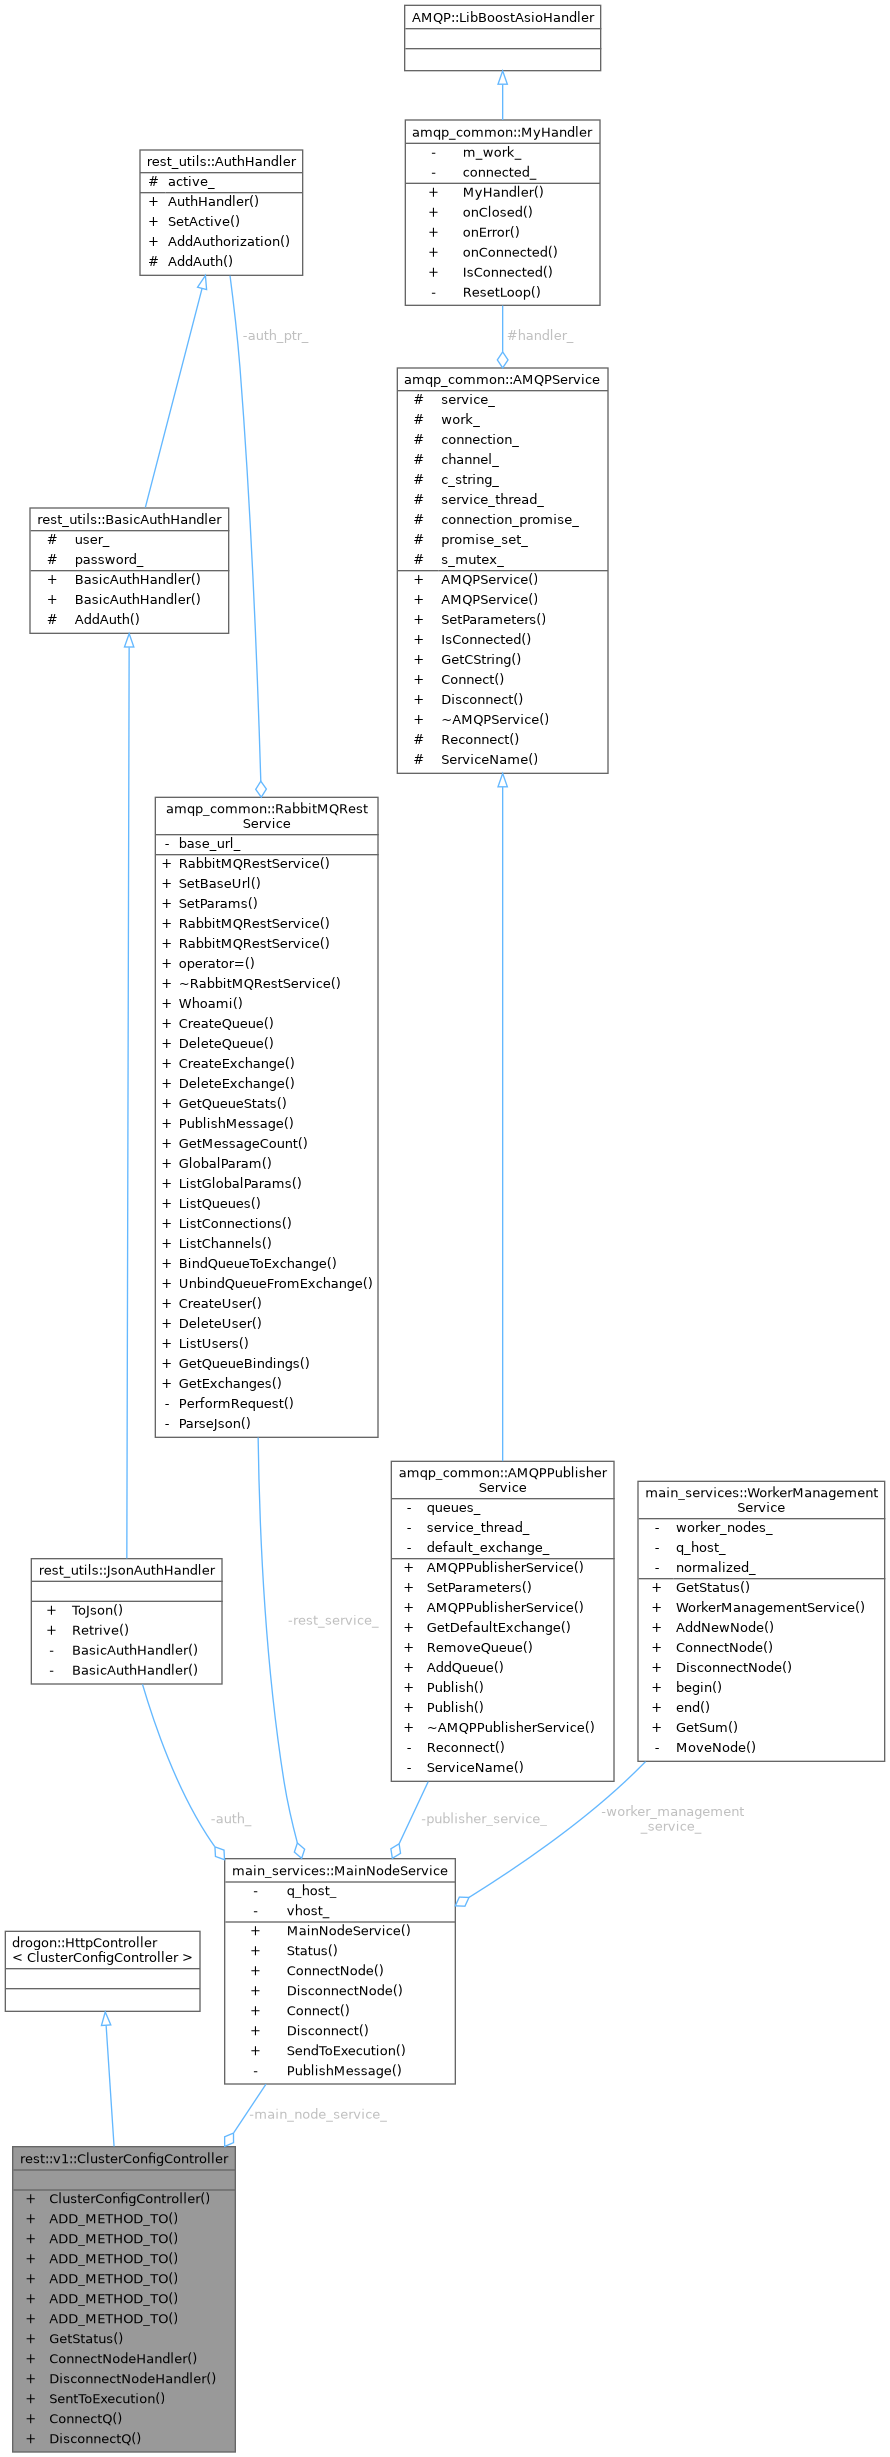 AMQP::LibBoostAsioHandler
amqp_common::MyHandler
- m_work_
- connected_
+ MyHandler()
+ onClosed()
+ onError()
+ onConnected()
+ IsConnected()
- ResetLoop()
rest_utils::AuthHandler
# active_
+ AuthHandler()
+ SetActive()
+ AddAuthorization()
# AddAuth()
-auth_ptr_
#handler_
amqp_common::AMQPService
# service_
# work_
# connection_
# channel_
# c_string_
# service_thread_
# connection_promise_
# promise_set_
# s_mutex_
+ AMQPService()
+ AMQPService()
+ SetParameters()
+ IsConnected()
+ GetCString()
+ Connect()
+ Disconnect()
+ ~AMQPService()
# Reconnect()
# ServiceName()
rest_utils::BasicAuthHandler
# user_
# password_
+ BasicAuthHandler()
+ BasicAuthHandler()
# AddAuth()
amqp_common::RabbitMQRest
Service
- base_url_
+ RabbitMQRestService()
+ SetBaseUrl()
+ SetParams()
+ RabbitMQRestService()
+ RabbitMQRestService()
+ operator=()
+ ~RabbitMQRestService()
+ Whoami()
+ CreateQueue()
+ DeleteQueue()
+ CreateExchange()
+ DeleteExchange()
+ GetQueueStats()
+ PublishMessage()
+ GetMessageCount()
+ GlobalParam()
+ ListGlobalParams()
+ ListQueues()
+ ListConnections()
+ ListChannels()
+ BindQueueToExchange()
+ UnbindQueueFromExchange()
+ CreateUser()
+ DeleteUser()
+ ListUsers()
+ GetQueueBindings()
+ GetExchanges()
- PerformRequest()
- ParseJson()
amqp_common::AMQPPublisher
Service
- queues_
- service_thread_
- default_exchange_
+ AMQPPublisherService()
+ SetParameters()
+ AMQPPublisherService()
+ GetDefaultExchange()
+ RemoveQueue()
+ AddQueue()
+ Publish()
+ Publish()
+ ~AMQPPublisherService()
- Reconnect()
- ServiceName()
main_services::WorkerManagement
Service
- worker_nodes_
- q_host_
- normalized_
+ GetStatus()
+ WorkerManagementService()
+ AddNewNode()
+ ConnectNode()
+ DisconnectNode()
+ begin()
+ end()
+ GetSum()
- MoveNode()
rest_utils::JsonAuthHandler
+ ToJson()
+ Retrive()
- BasicAuthHandler()
- BasicAuthHandler()
-rest_service_
-auth_
-publisher_service_
-worker_management
_service_
main_services::MainNodeService
- q_host_
- vhost_
+ MainNodeService()
+ Status()
+ ConnectNode()
+ DisconnectNode()
+ Connect()
+ Disconnect()
+ SendToExecution()
- PublishMessage()
drogon::HttpController
< ClusterConfigController >
-main_node_service_
rest::v1::ClusterConfigController
+ ClusterConfigController()
+ ADD_METHOD_TO()
+ ADD_METHOD_TO()
+ ADD_METHOD_TO()
+ ADD_METHOD_TO()
+ ADD_METHOD_TO()
+ ADD_METHOD_TO()
+ GetStatus()
+ ConnectNodeHandler()
+ DisconnectNodeHandler()
+ SentToExecution()
+ ConnectQ()
+ DisconnectQ()